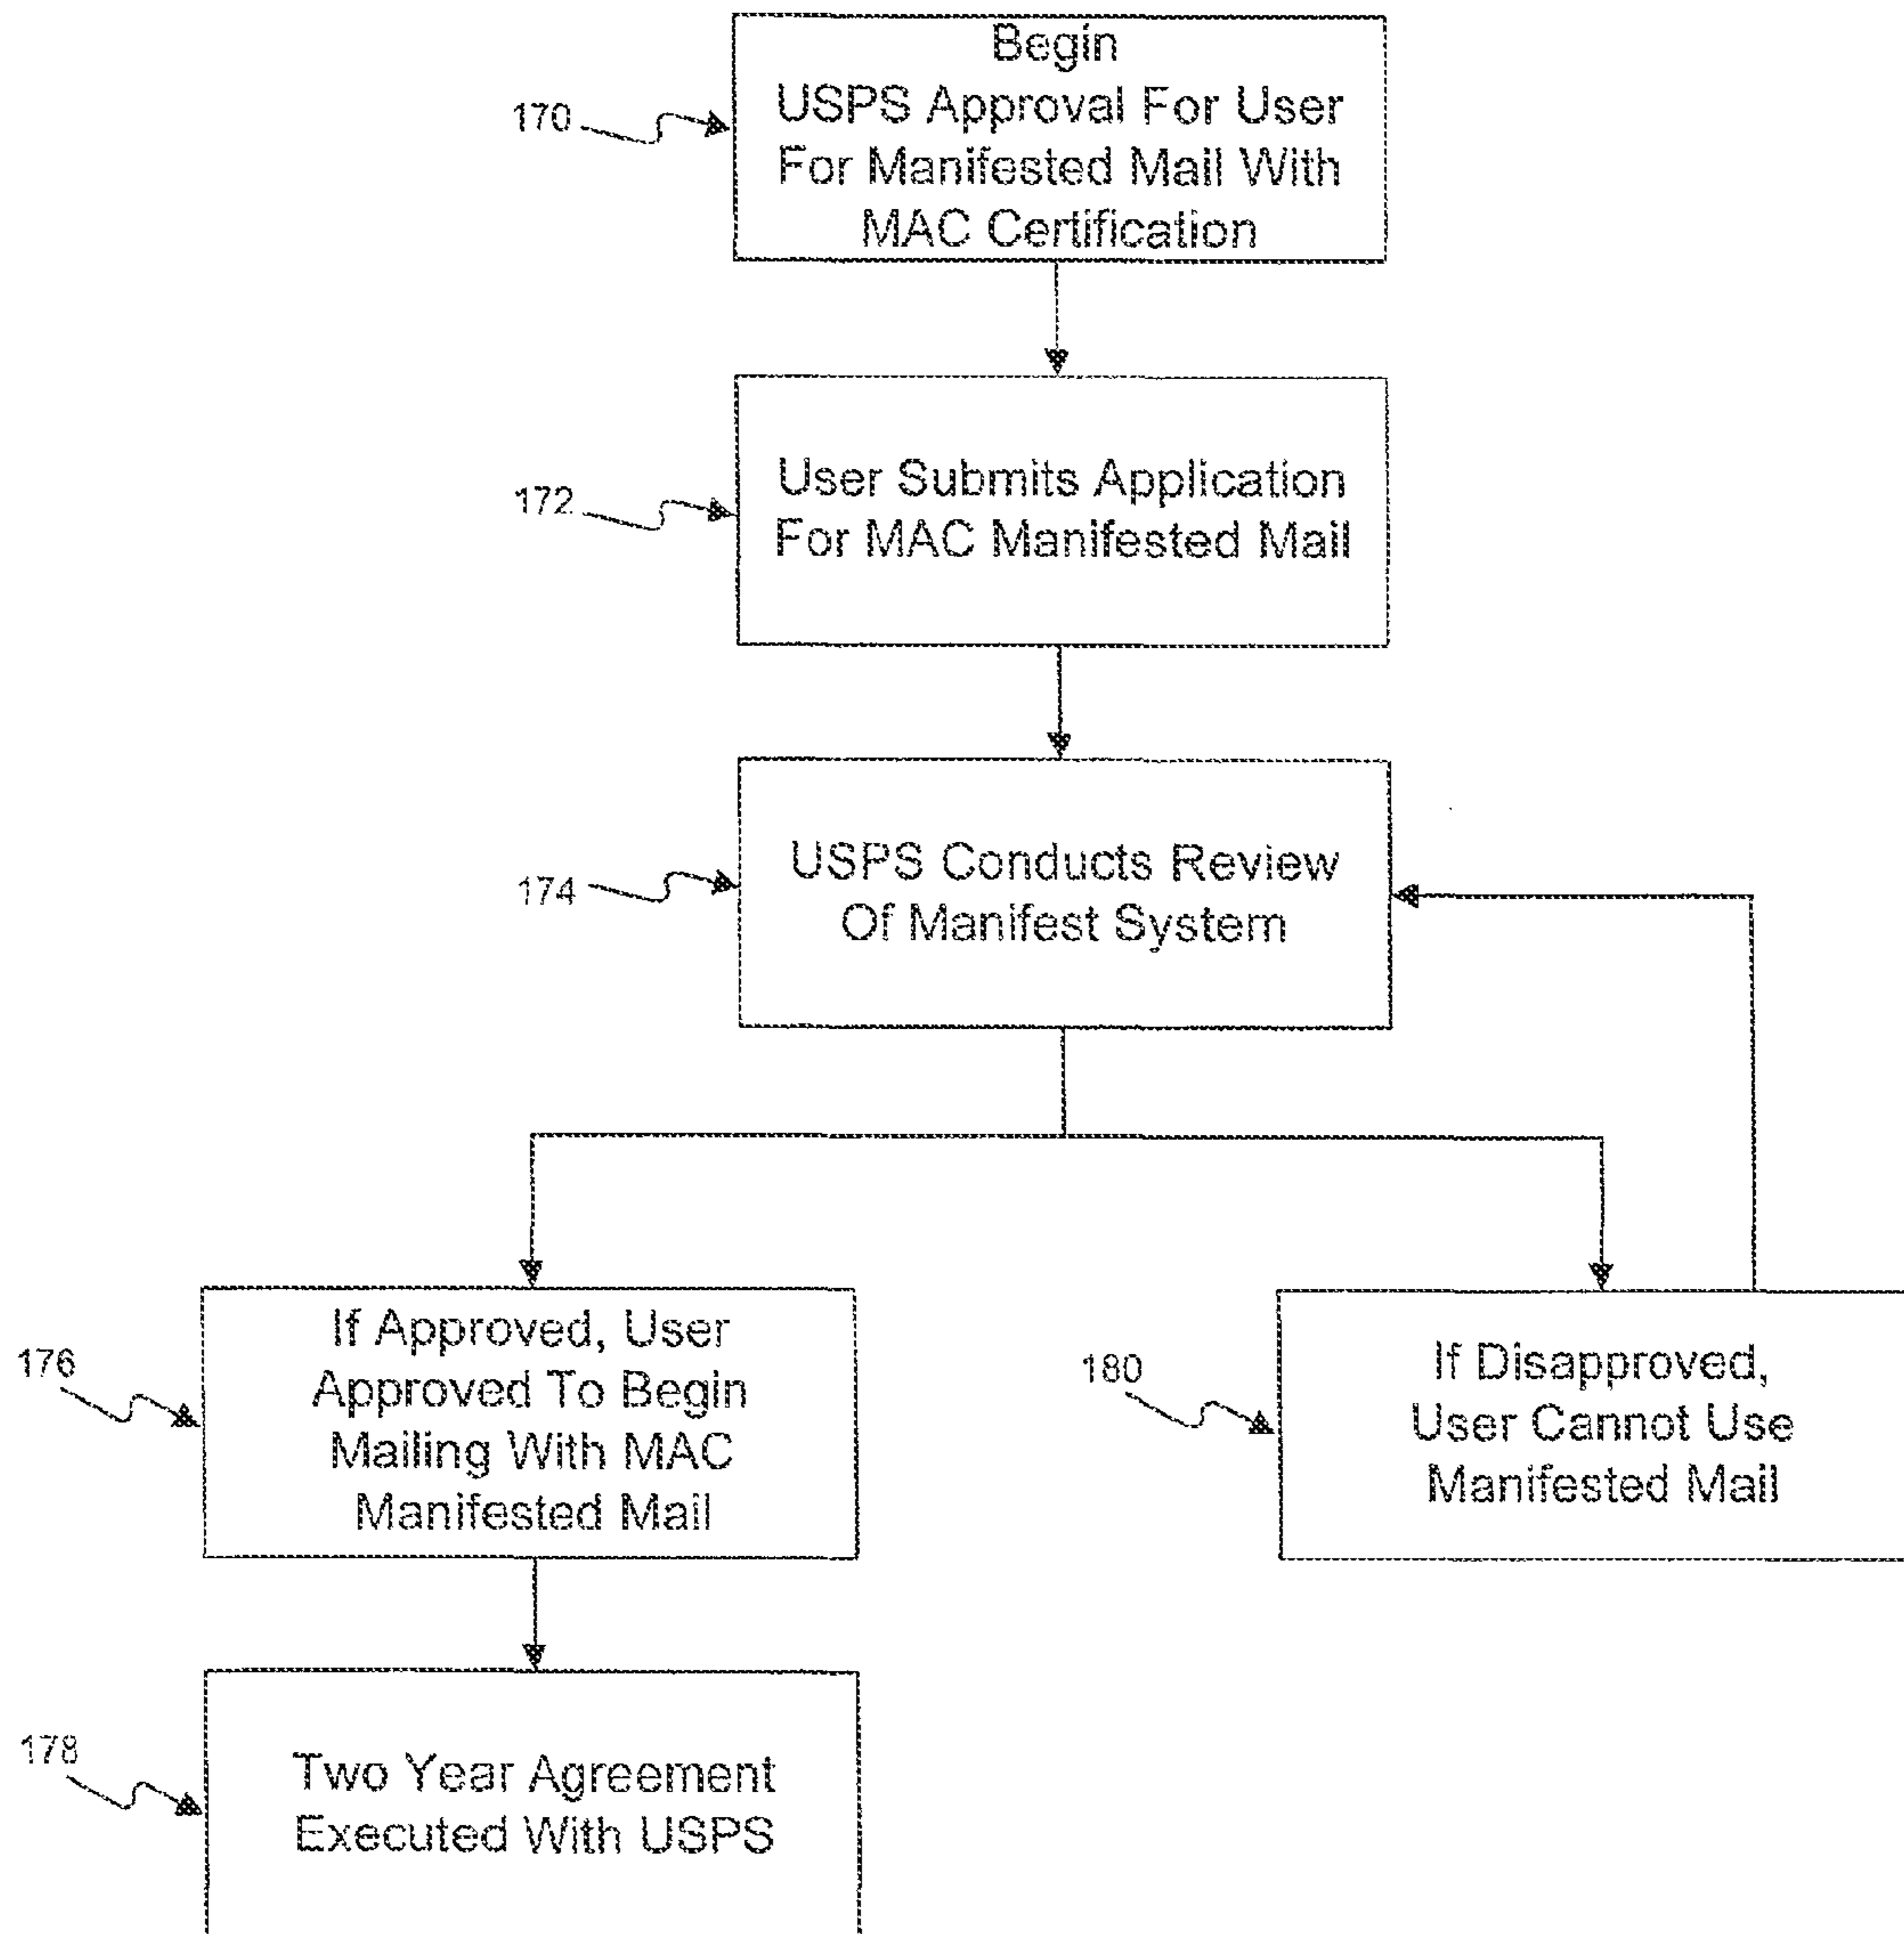 Begin
170
USPS Approval For User
For Manifested Mail With
MAC Certification
172
User Submits Application
For MAC Manifested Mail
174
USPS Conducts Review
Of Manifest System
176
If Approved, User
Approved To Begin
Mailing With MAC
Manifested Mail
180
If Disapproved,
User Cannot Use
Manifested Mail
178
Two Year Agreement
Executed With USPS